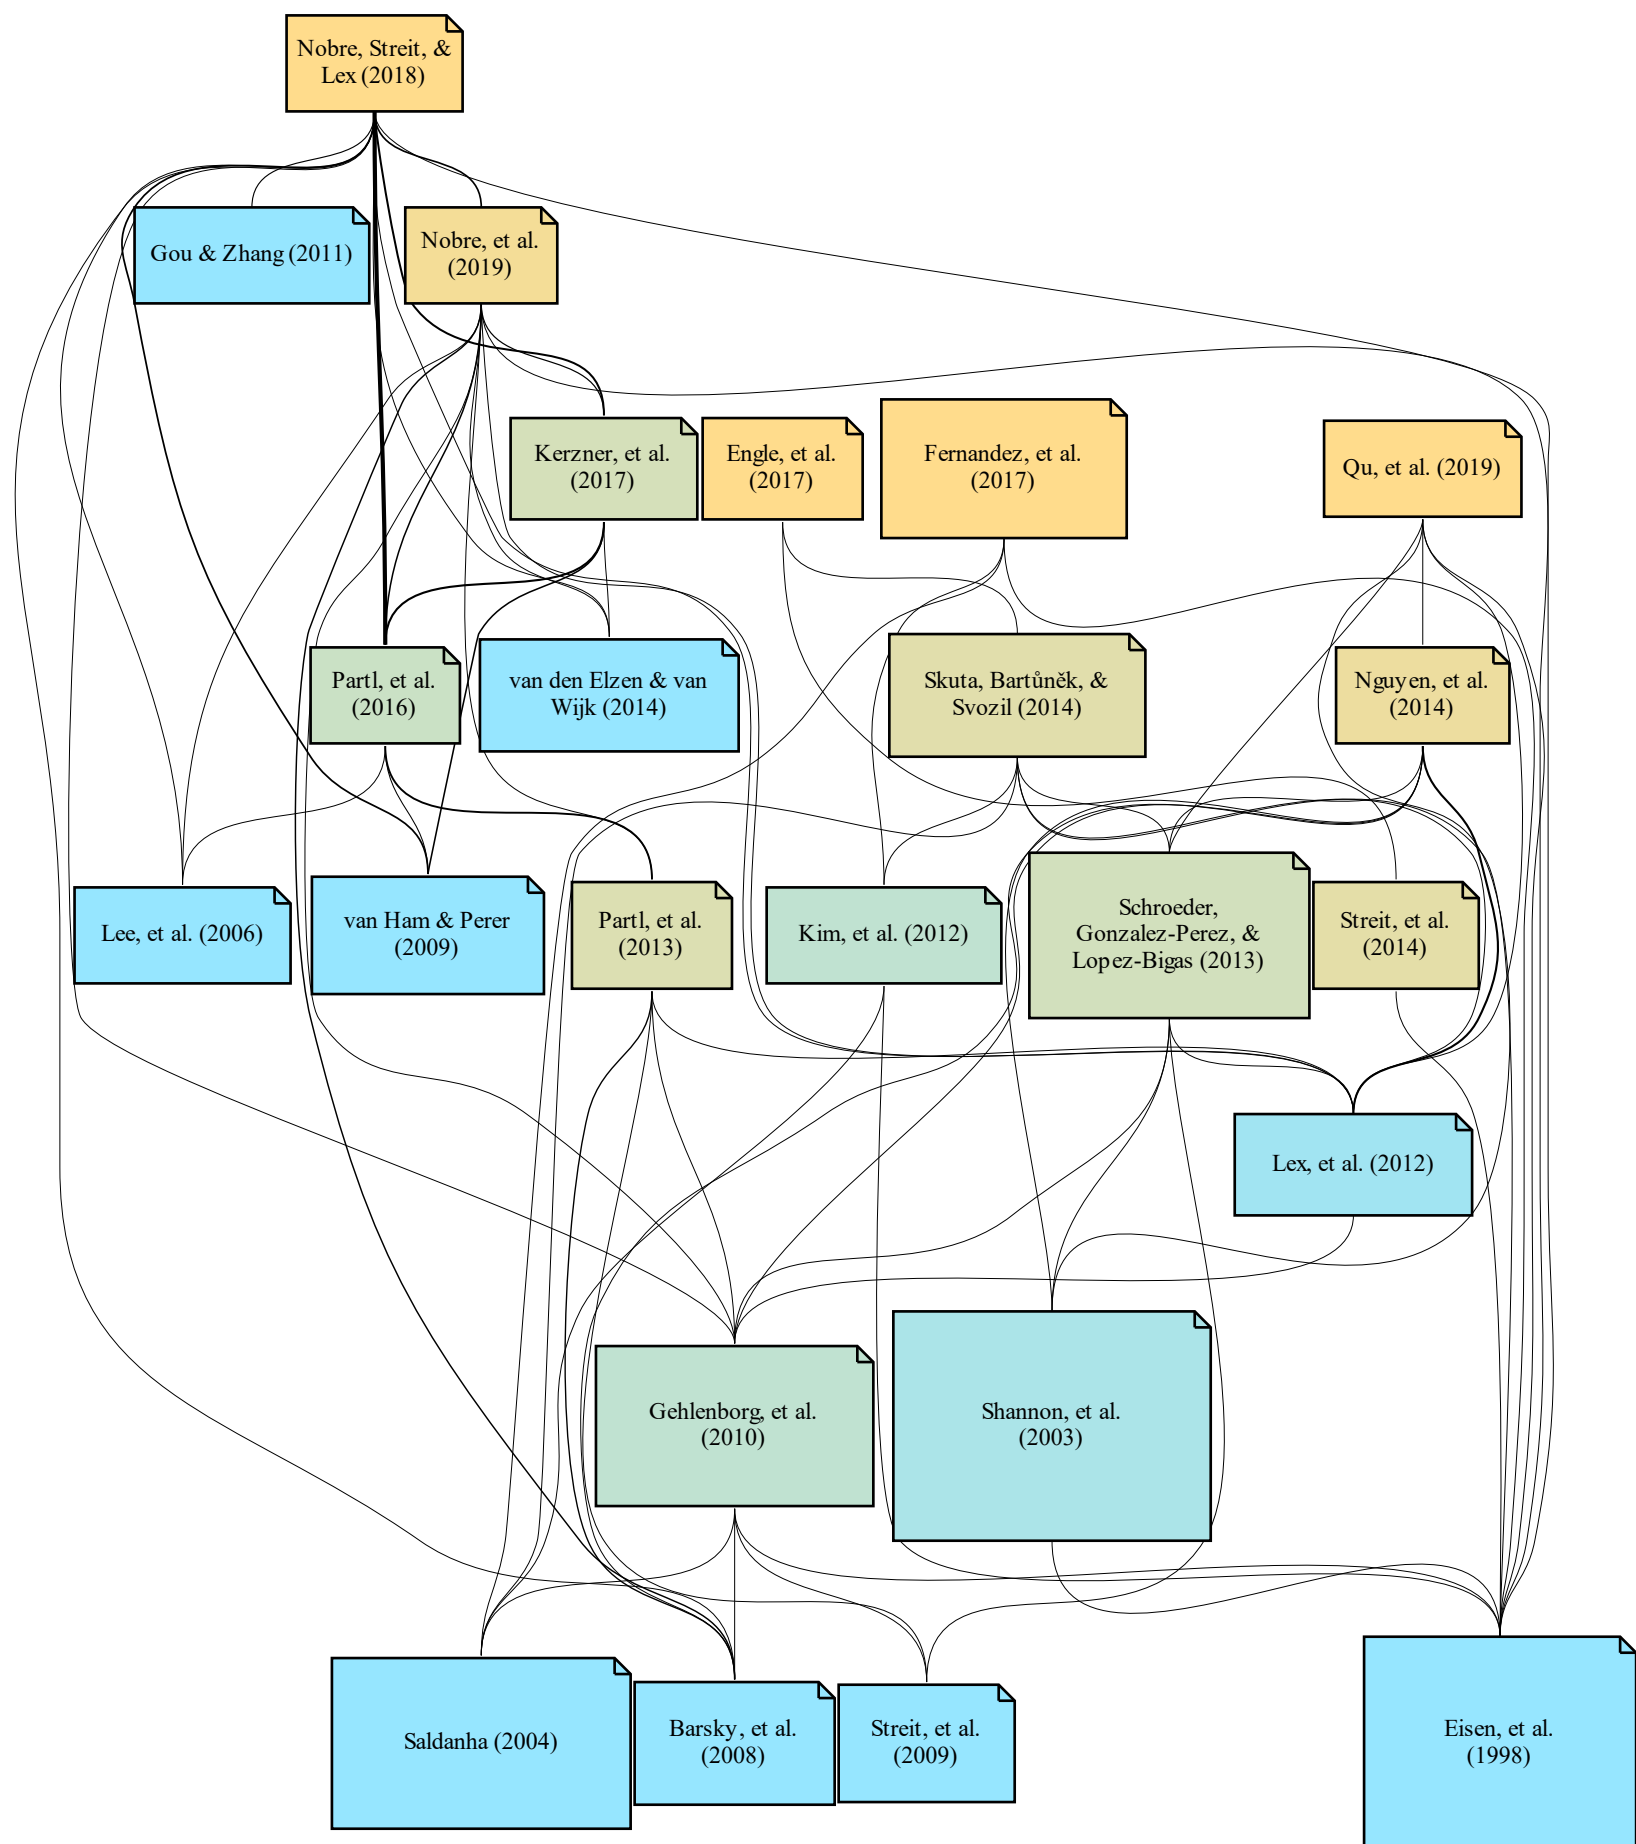 Nobre, Streit, &
Lex (2018)
Gou & Zhang (2011)
Nobre, et al.
(2019)
Kerzner, et al.
(2017)
Engle, et al.
(2017)
Fernandez, et al.
(2017)
Qu, et al. (2019)
Partl, et al.
(2016)
van den Elzen & van
Wijk (2014)
Skuta, Bartůněk, &
Svozil (2014)
Nguyen, et al.
(2014)
Lee, et al. (2006)
van Ham & Perer
(2009)
Partl, et al.
(2013)
Kim, et al. (2012)
Schroeder,
Gonzalez-Perez, &
Lopez-Bigas (2013)
Streit, et al.
(2014)
Lex, et al. (2012)
Gehlenborg, et al.
(2010)
Shannon, et al.
(2003)
Saldanha (2004)
Barsky, et al.
(2008)
Streit, et al.
(2009)
Eisen, et al.
(1998)